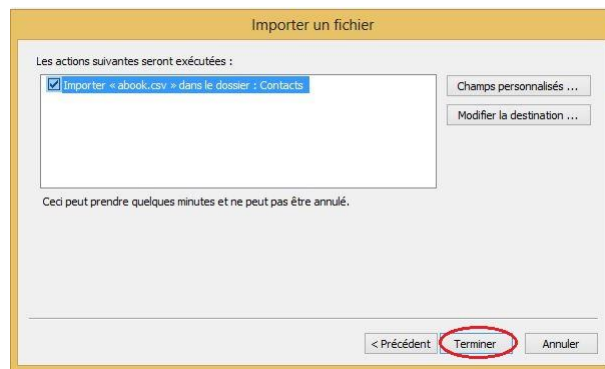 Importer un fichier
Les actions suivantes seront exécutées :
Importer « abook.csv » dans le dossier : Contacts
Champs personnalisés ...
Modifier la destination ...
Ceci peut prendre quelques minutes et ne peut pas être annulé.
< Précédent
Terminer
Annuler